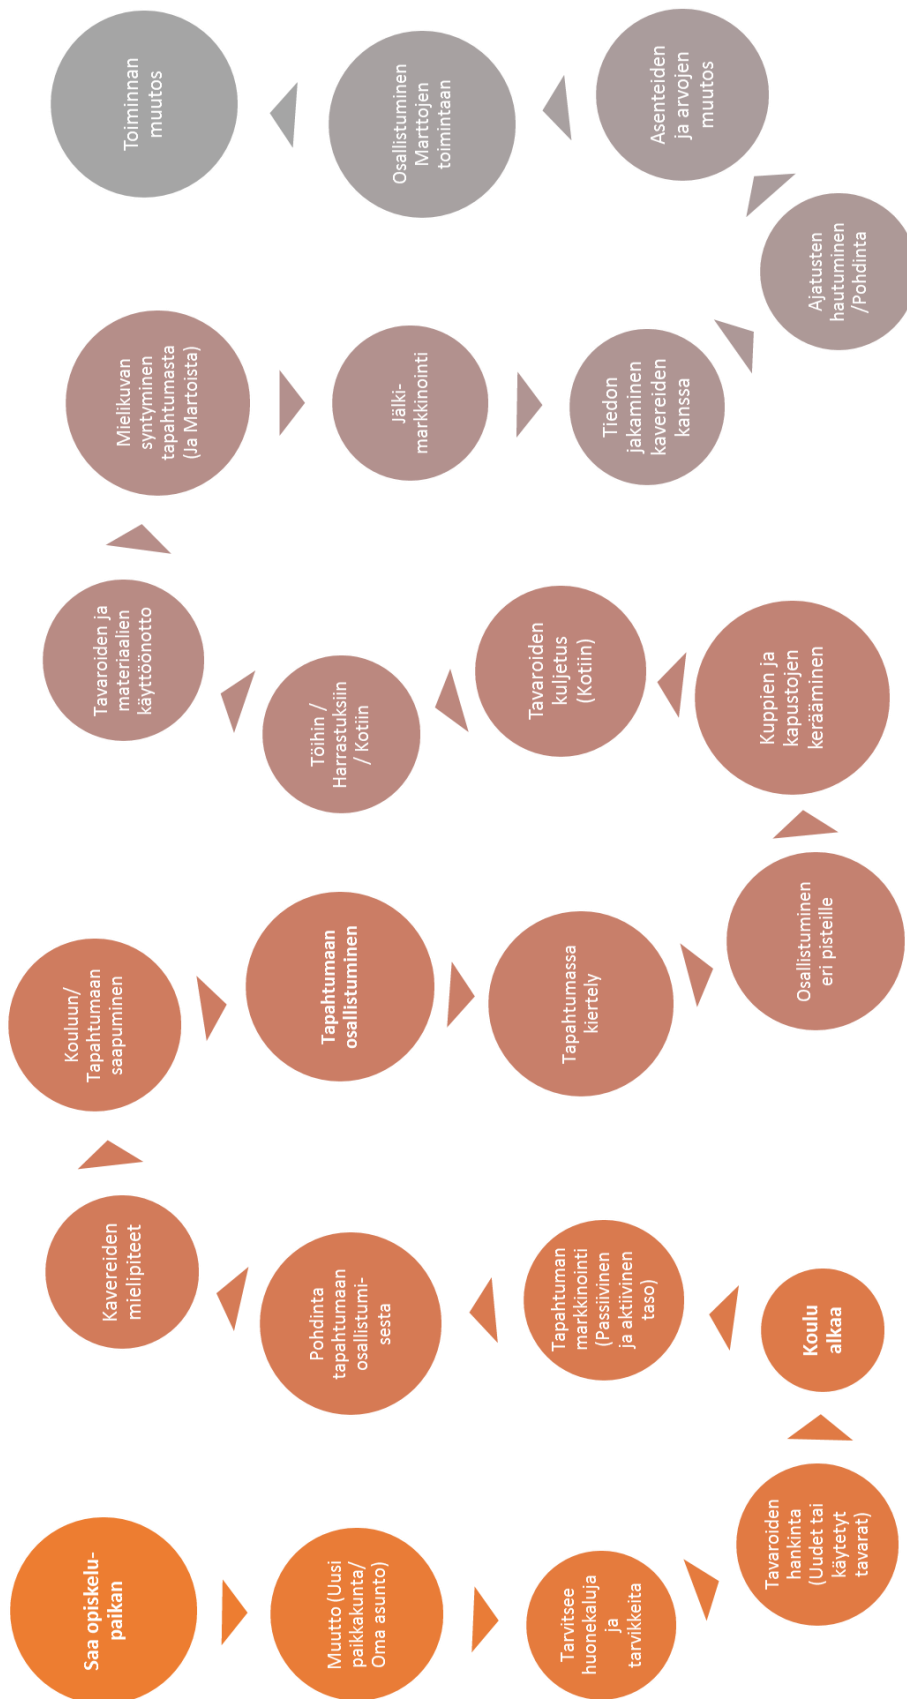 Saa opiskelu-
paikan
Muutto (Uusi
paikkakunta/
Oma asunto)
Tarvitsee
huonekaluja
ja
tarvikkeita
Tavaroiden
hankinta
(Uudet tai
käytetyt
tavarat)
Koulu
alkaa
Tapahtuman
markkinointi
(Passiivinen
ja aktiivinen
taso)
Pohdinta
tapahtumaan
osallistumi-
sesta
Kavereiden
mielipiteet
Kouluun/
Tapahtumaan
saapuminen
Tapahtumaan
osallistuminen
Tapahtumassa
kiertely
Osallistuminen
eri pisteille
Kuppien ja
kapustojen
kerääminen
Tavaroiden
kuljetus
(Kotiin)
Töihin /
Harrastuksiin
/ Kotiin
Tavaroiden ja
materiaalien
käyttöönotto
Mielikuvan
syntyminen
tapahtumasta
(Ja Martoista)
Jälki-
markkinointi
Tiedon
jakaminen
kavereiden
kanssa
Ajatusten
hautuminen
/Pohdinta
Asenteiden
ja arvojen
muutos
Osallistuminen
Marttojen
toimintaan
Toiminnan
muutos